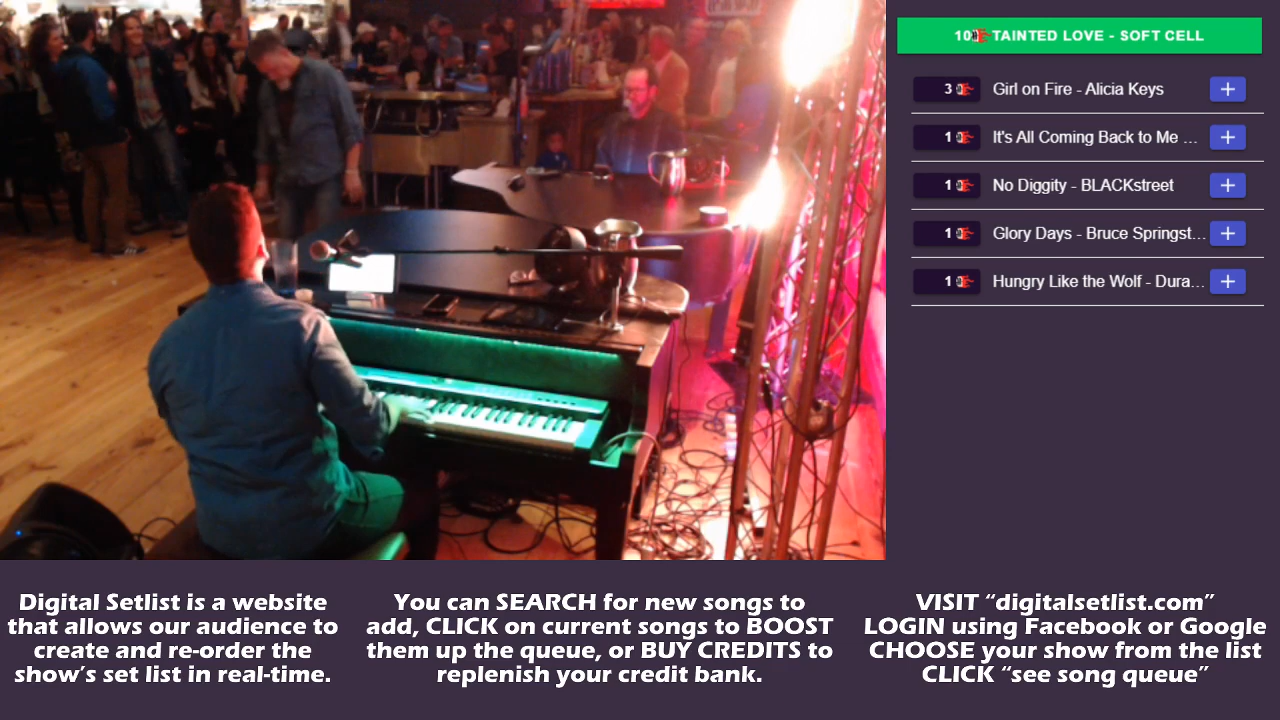 10 TAINTED LOVE - SOFT CELL
3 Girl on Fire - Alicia Keys +
1 It's All Coming Back to Me ... +
1 No Diggity - BLACKstreet +
1 Glory Days - Bruce Springst... +
1 Hungry Like the Wolf - Dura... +
Digital Setlist is a website
that allows our audience to
create and re-order the
show's set list in real-time.
You can SEARCH for new songs to
add, CLICK on current songs to BOOST
them up the queue, or BUY CREDITS to
replenish your credit bank.
VISIT “digitalsetlist.com”
LOGIN using Facebook or Google
CHOOSE your show from the list
CLICK “see song queue”